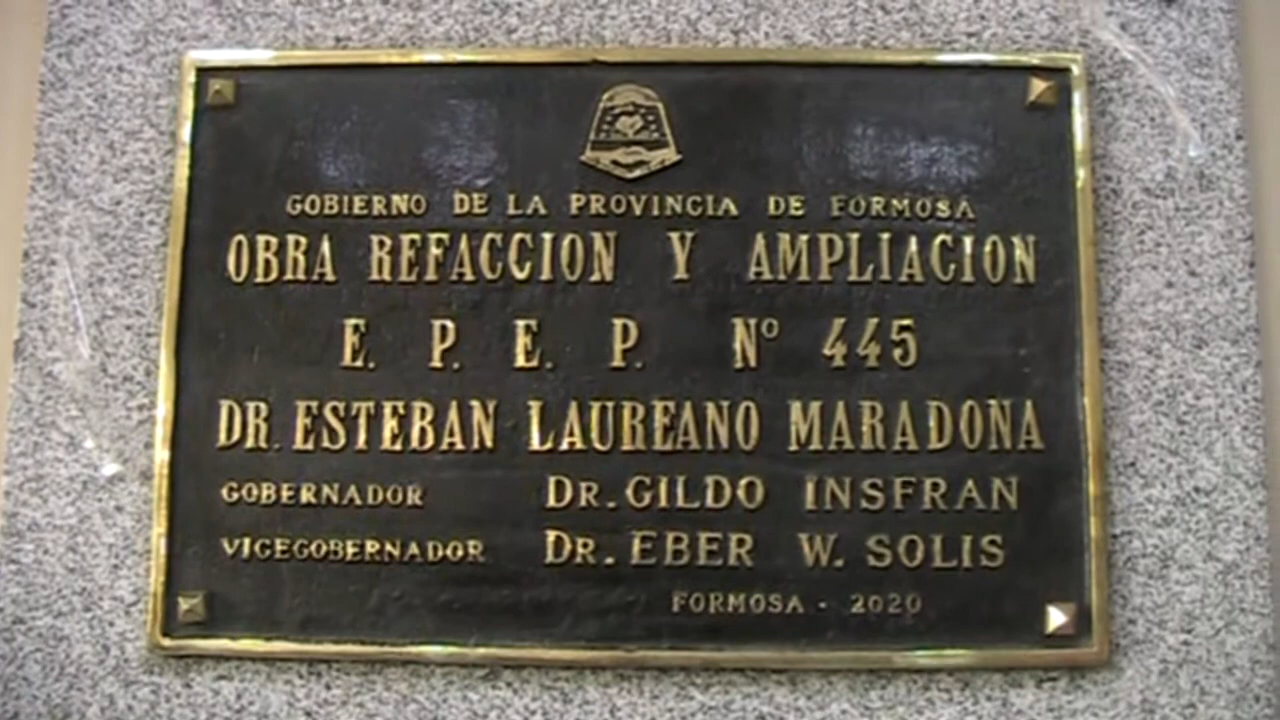 GOBIERNO DE LA PROVINCIA DE FORMOSA
OBRA REFACCION Y AMPLIACION
E. P. E. P. Nº 445
DR. ESTEBAN LAUREANO MARADONA
GOBERNADOR DR. GILDO INSFRAN
VICEGOBERNADOR DR. EBER W. SOLIS
FORMOSA - 2020